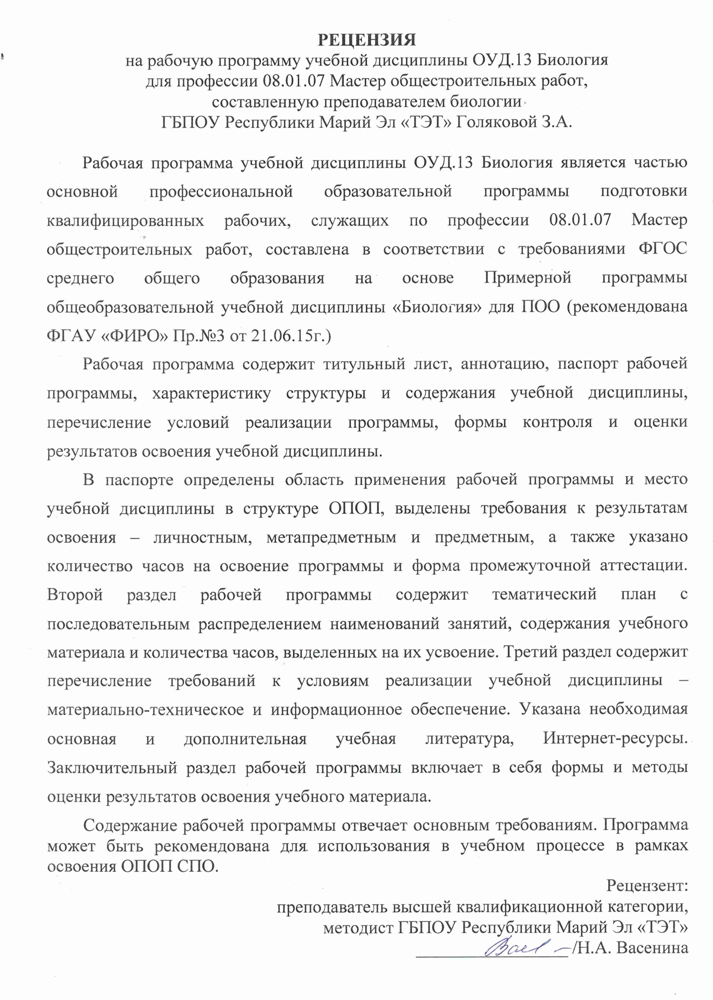 РЕЦЕНЗИЯ
на рабочую программу учебной дисциплины ОУД.13 Биология
для профессии 08.01.07 Мастер общестроительных работ,
составленную преподавателем биологии
ГБПОУ Республики Марий Эл «ТЭТ» Голяковой З.А.
Рабочая программа учебной дисциплины ОУД.13 Биология является частью
основной профессиональной образовательной программы подготовки
квалифицированных рабочих, служащих по профессии 08.01.07 Мастер
общестроительных работ, составлена в соответствии с требованиями ФГОС
среднего общего образования на основе Примерной программы
общеобразовательной учебной дисциплины «Биология» для ПОО (рекомендована
ФГАУ «ФИРО» Пр.№3 от 21.06.15г.)
Рабочая программа содержит титульный лист, аннотацию, паспорт рабочей
программы, характеристику структуры и содержания учебной дисциплины,
перечисление условий реализации программы, формы контроля и оценки
результатов освоения учебной дисциплины.
В паспорте определены область применения рабочей программы и место
учебной дисциплины в структуре ОПОП, выделены требования к результатам
освоения – личностным, метапредметным и предметным, а также указано
количество часов на освоение программы и форма промежуточной аттестации.
Второй раздел рабочей программы содержит тематический план с
последовательным распределением наименований занятий, содержания учебного
материала и количества часов, выделенных на их усвоение. Третий раздел содержит
перечисление требований к условиям реализации учебной дисциплины –
материально-техническое и информационное обеспечение. Указана необходимая
основная и дополнительная учебная литература, Интернет-ресурсы.
Заключительный раздел рабочей программы включает в себя формы и методы
оценки результатов освоения учебного материала.
Содержание рабочей программы отвечает основным требованиям. Программа
может быть рекомендована для использования в учебном процессе в рамках
освоения ОПОП СПО.
Рецензент:
преподаватель высшей квалификационной категории,
методист ГБПОУ Республики Марий Эл «ТЭТ»
/Н.А. Васенина